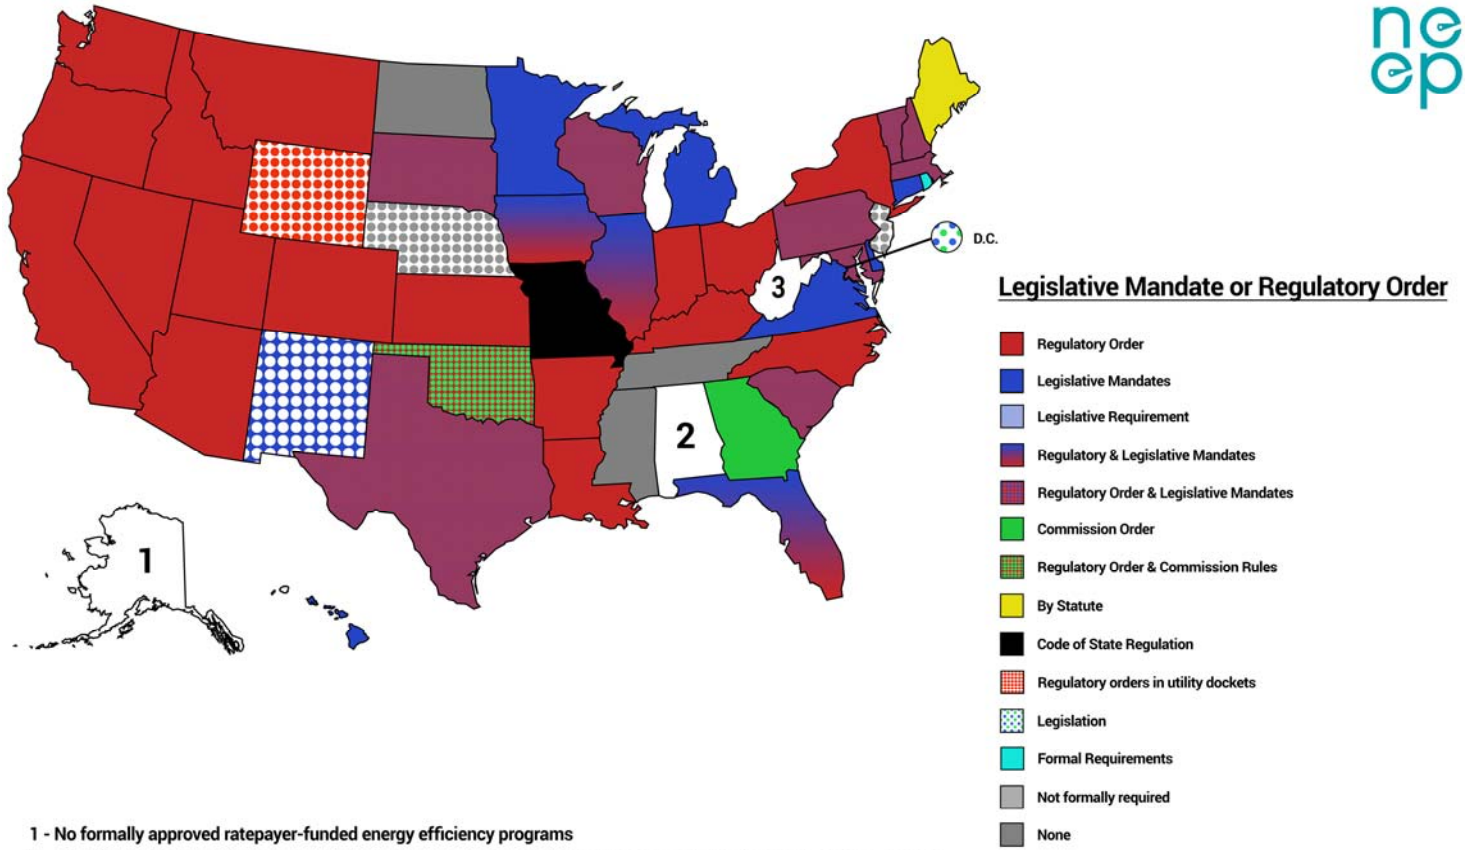 ne
ep
D.C.
3
2
1
Legislative Mandate or Regulatory Order
Regulatory Order
Legislative Mandates
Legislative Requirement
Regulatory & Legislative Mandates
Regulatory Order & Legislative Mandates
Commission Order
Regulatory Order & Commission Rules
By Statute
Code of State Regulation
Regulatory orders in utility dockets
Legislation
Formal Requirements
Not formally required
None
1 - No formally approved ratepayer-funded energy efficiency programs